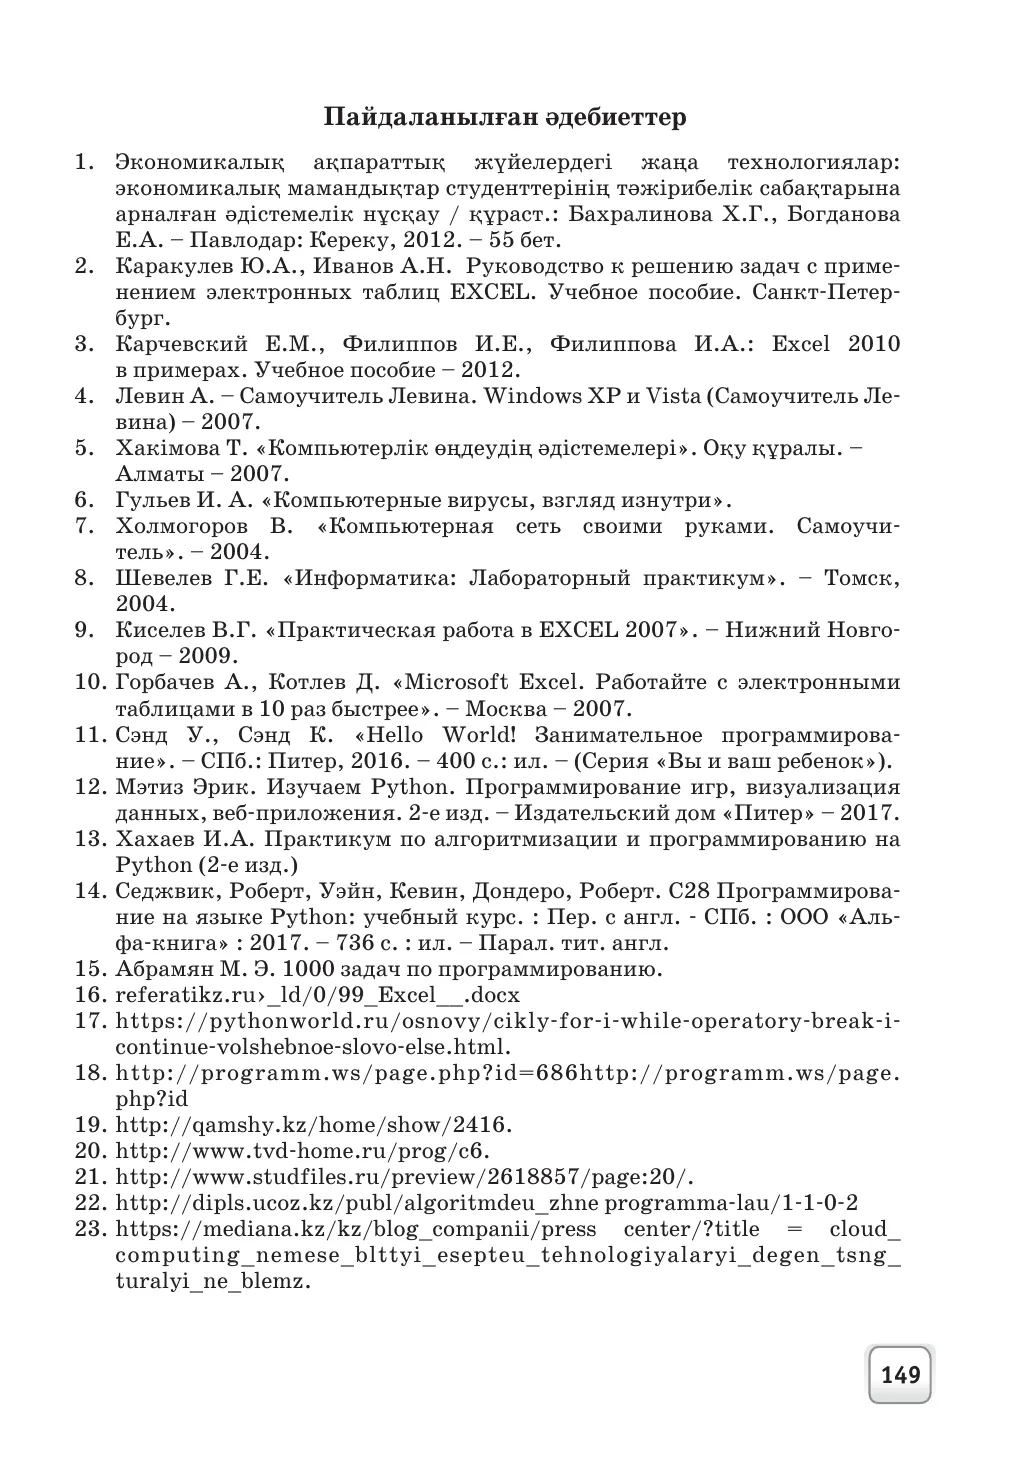 Пайдаланылған әдебиеттер
1. Экономикалық ақпараттық жүйелердегі жаңа технологиялар:
экономикалық мамандықтар студенттерінің тәжірибелік сабақтарына
арналған әдістемелік нұсқау / құраст.: Бахралинова Х.Г., Богданова
Е.А. – Павлодар: Кереку, 2012. – 55 бет.
2. Каракулев Ю.А., Иванов А.Н. Руководство к решению задач с приме-
нением электронных таблиц EXCEL. Учебное пособие. Санкт-Петер-
бург.
3. Карчевский Е.М., Филиппов И.Е., Филиппова И.А.: Excel 2010
в примерах. Учебное пособие – 2012.
4. Левин А. – Самоучитель Левина. Windows XP и Vista (Самоучитель Ле-
вина) – 2007.
5. Хакімова Т. «Компьютерлік өңдеудің әдістемелері». Оқу құралы. –
Алматы – 2007.
6. Гульев И. А. «Компьютерные вирусы, взгляд изнутри».
7. Холмогоров В. «Компьютерная сеть своими руками. Самоучи-
тель». – 2004.
8. Шевелев Г.Е. «Информатика: Лабораторный практикум». – Томск,
2004.
9. Киселев В.Г. «Практическая работа в EXCEL 2007». – Нижний Новго-
род – 2009.
10. Горбачев А., Котлев Д. «Microsoft Excel. Работайте с электронными
таблицами в 10 раз быстрее». – Москва – 2007.
11. Сэнд У., Сэнд К. «Hello World! Занимательное программирова-
ние». – СПб.: Питер, 2016. – 400 с.: ил. – (Серия «Вы и ваш ребенок»).
12. Мэтиз Эрик. Изучаем Python. Программирование игр, визуализация
данных, веб-приложения. 2-е изд. – Издательский дом «Питер» – 2017.
13. Хахаев И.А. Практикум по алгоритмизации и программированию на
Python (2-е изд.)
14. Седжвик, Роберт, Уэйн, Кевин, Дондеро, Роберт. С28 Программирова-
ние на языке Python: учебный курс. : Пер. с англ. - СПб. : ООО «Аль-
фа-книга» : 2017. – 736 с. : ил. – Парал. тит. англ.
15. Абрамян М. Э. 1000 задач по программированию.
16. referatikz.ru›_ld/0/99_Excel__.docx
17. https://pythonworld.ru/osnovy/cikly-for-i-while-operatory-break-i-
continue-volshebnoe-slovo-else.html.
18. http://programm.ws/page.php?id=686http://programm.ws/page.
php?id
19. http://qamshy.kz/home/show/2416.
20. http://www.tvd-home.ru/prog/c6.
21. http://www.studfiles.ru/preview/2618857/page:20/.
22. http://dipls.ucoz.kz/publ/algoritmdeu_zhne programma-lau/1-1-0-2
23. https://mediana.kz/kz/blog_companii/press center/?title = cloud_
computing_nemese_blttyi_esepteu_tehnologiyalaryi_degen_tsng_
turalyi_ne_blemz.
149